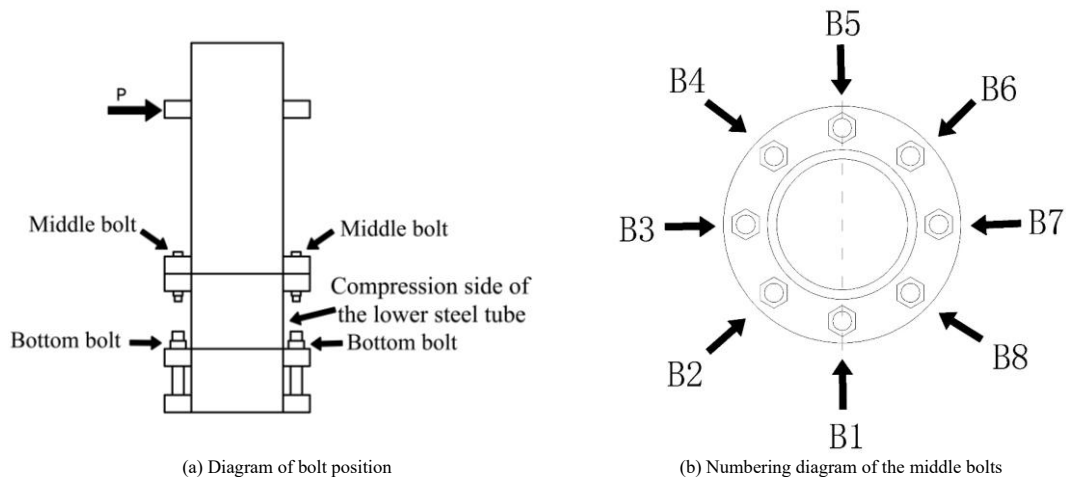 P
Middle bolt
Middle bolt
Compression side of
the lower steel tube
Bottom bolt
Bottom bolt
(a) Diagram of bolt position
B5
B4
B6
B3
B7
B2
B8
B1
(b) Numbering diagram of the middle bolts